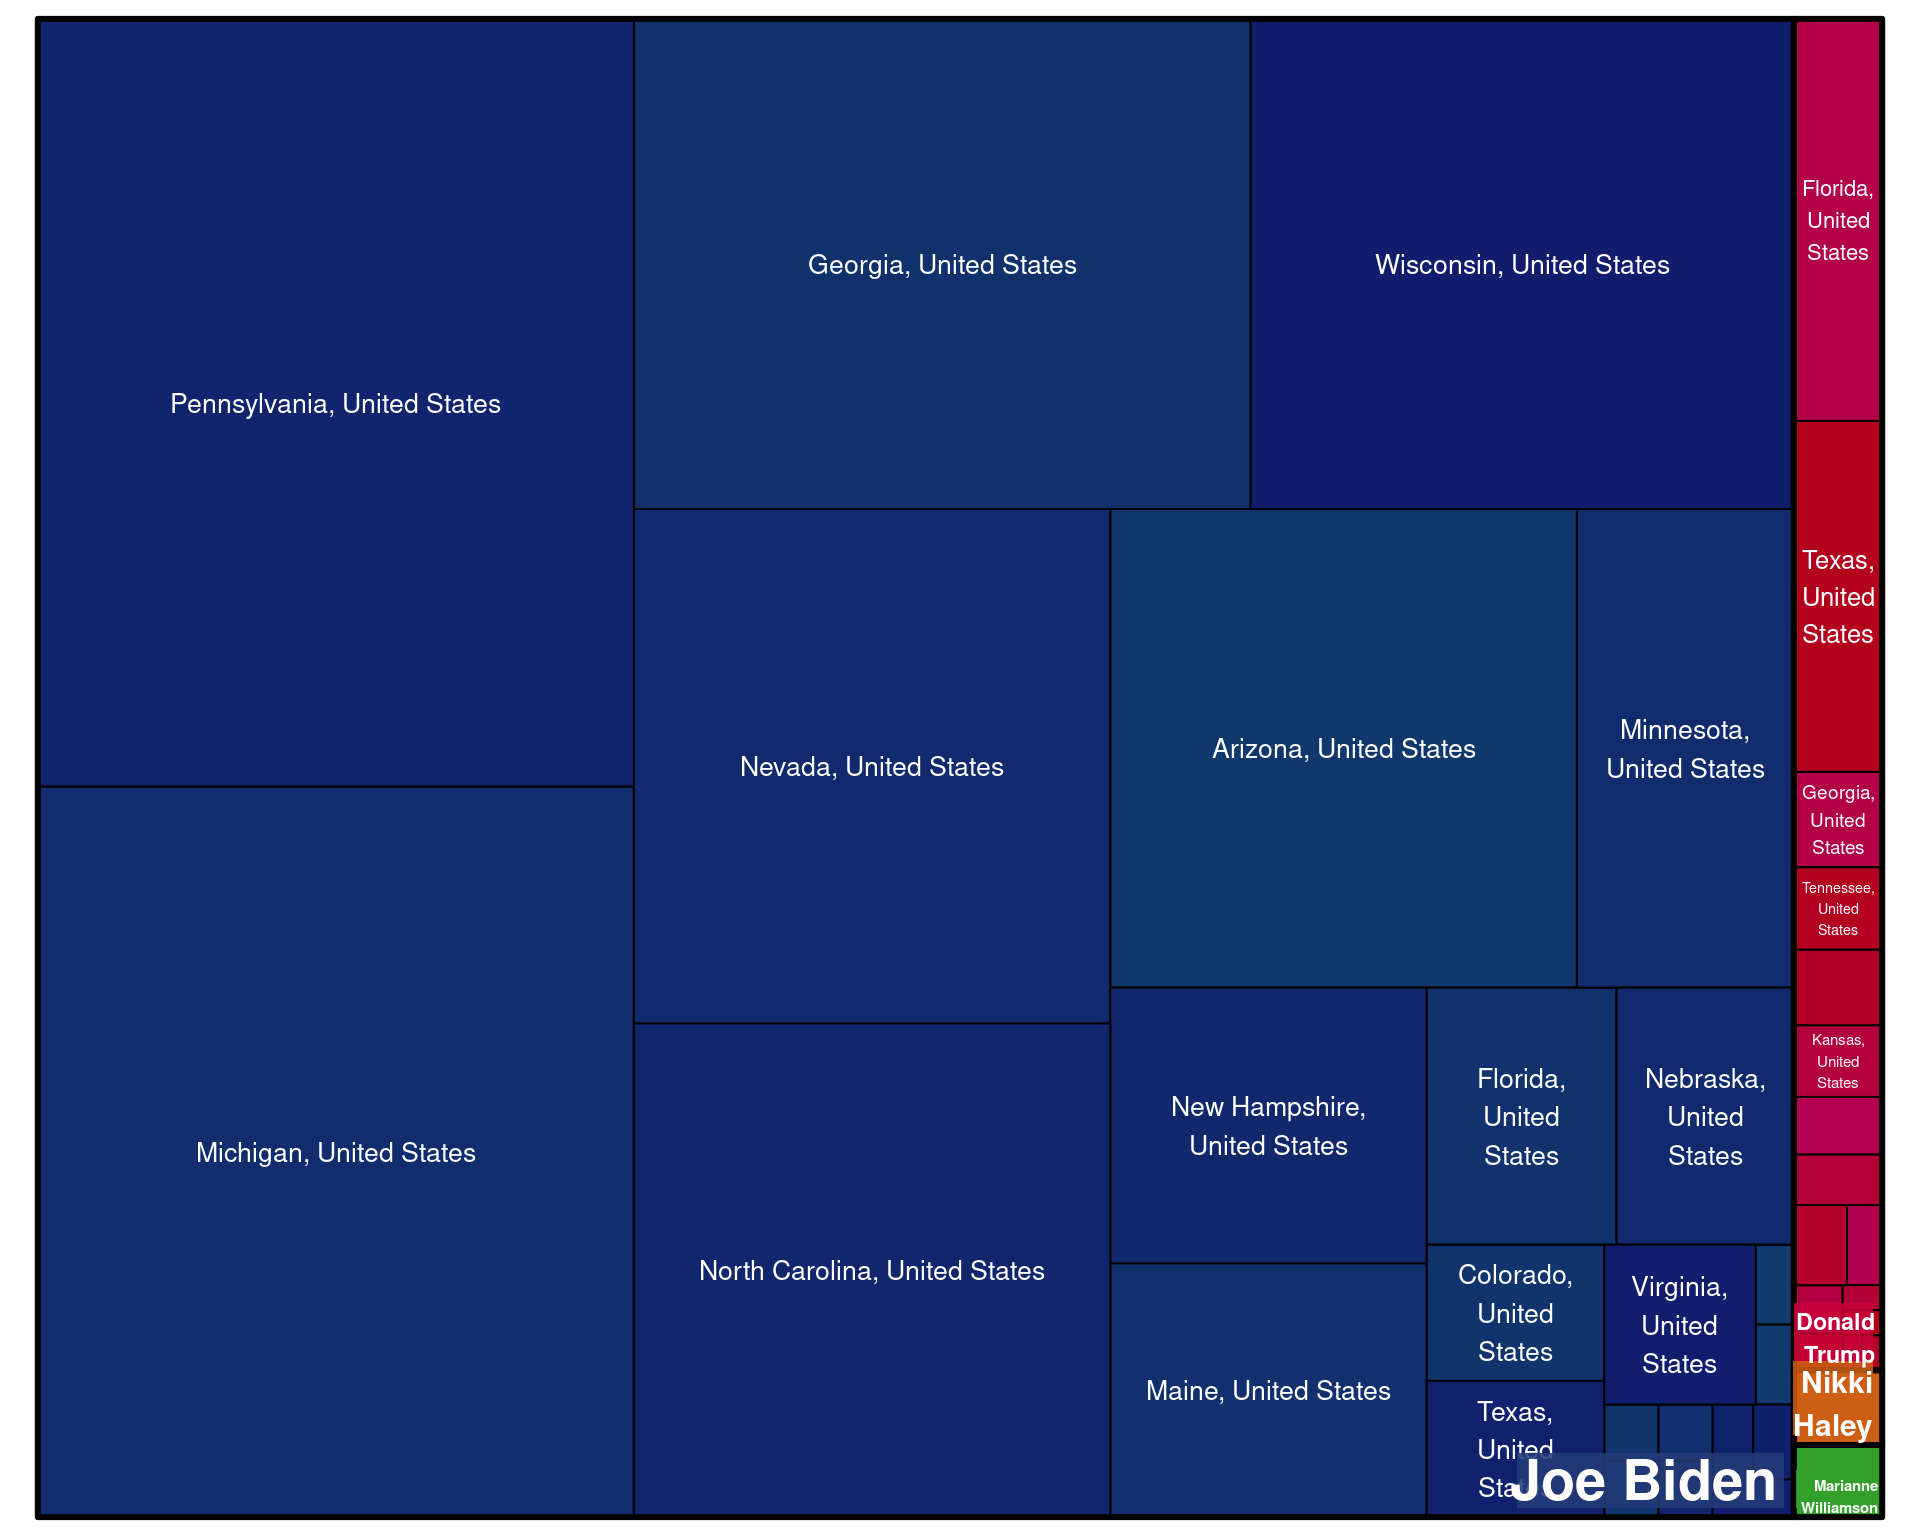 Pennsylvania, United States
Michigan, United States
Georgia, United States
Wisconsin, United States
Nevada, United States
Arizona, United States
Minnesota,
United States
North Carolina, United States
New Hampshire,
United States
Maine, United States
Florida,
United
States
Nebraska,
United
States
Colorado,
United
States
Virginia,
United
States
Texas,
United
Joe Biden
Florida,
United
States
Texas,
United
States
Georgia,
United
States
Tennessee,
United
States
Kansas,
United
States
Donald
Trump
Nikki
Haley
Marianne
Williamson